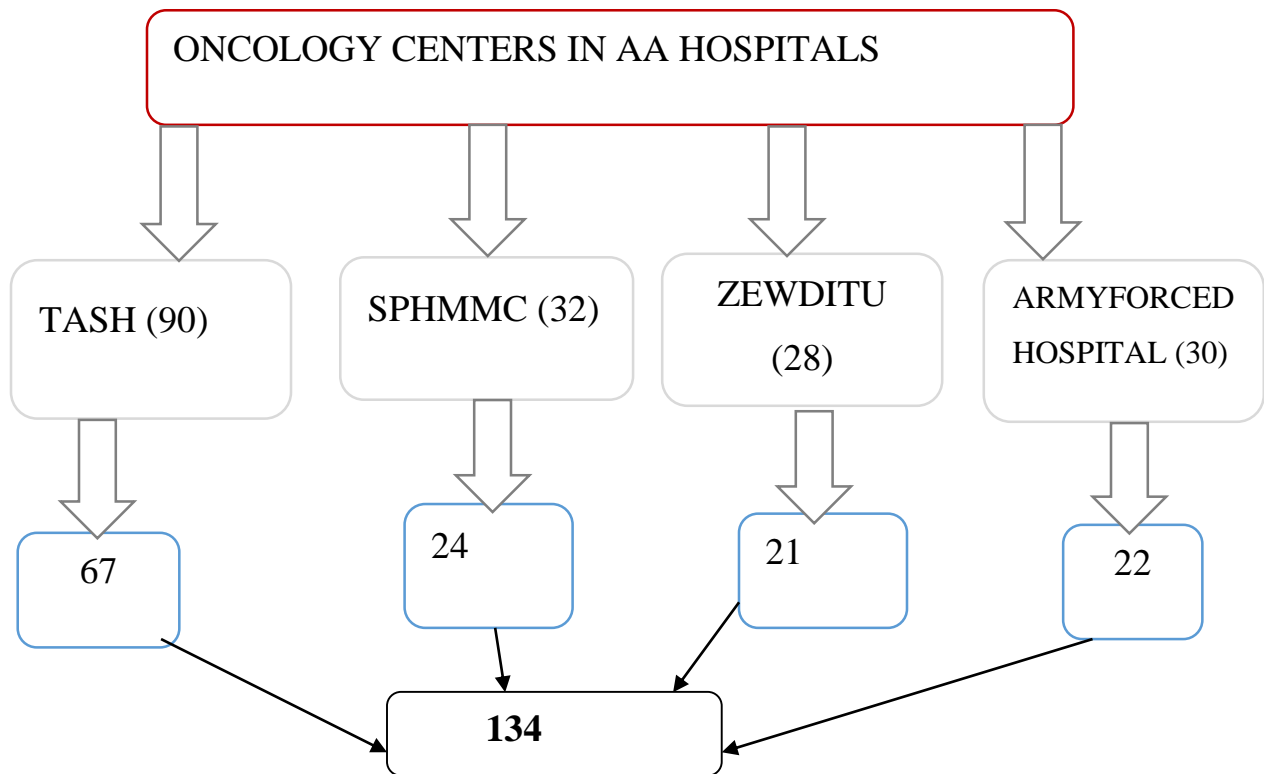 ONCOLOGY CENTERS IN AA HOSPITALS
TASH (90)
SPHMMC (32)
ZEWDITU
(28)
ARMYFORCED
HOSPITAL (30)
67
24
21
22
134